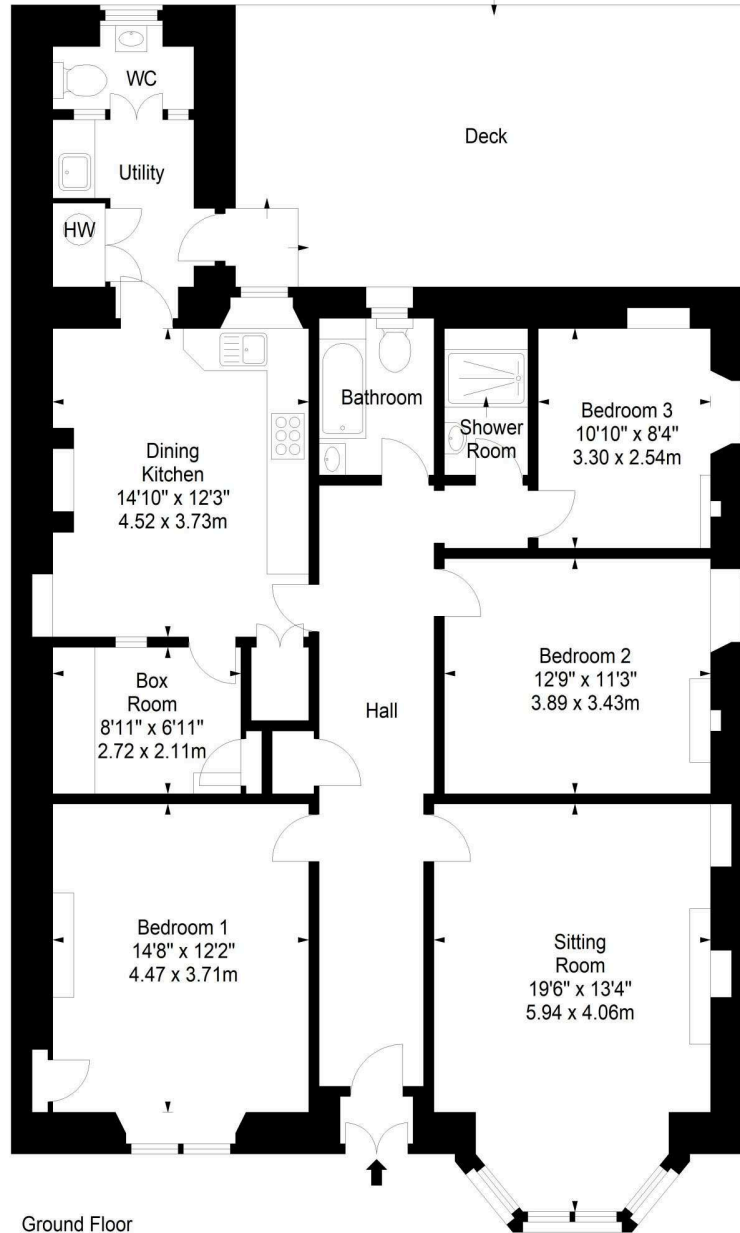 WC
Deck
Utility
HW
Bathroom
Shower
Room
Bedroom 3
10'10" x 8'4"
3.30 x 2.54m
Dining
Kitchen
14'10" x 12'3"
4.52 x 3.73m
Bedroom 2
12'9" x 11'3"
3.89 x 3.43m
Box
Room
8'11" x 6'11"
2.72 x 2.11m
Hall
Bedroom 1
14'8" x 12'2"
4.47 x 3.71m
Sitting
Room
19'6" x 13'4"
5.94 x 4.06m
Ground Floor